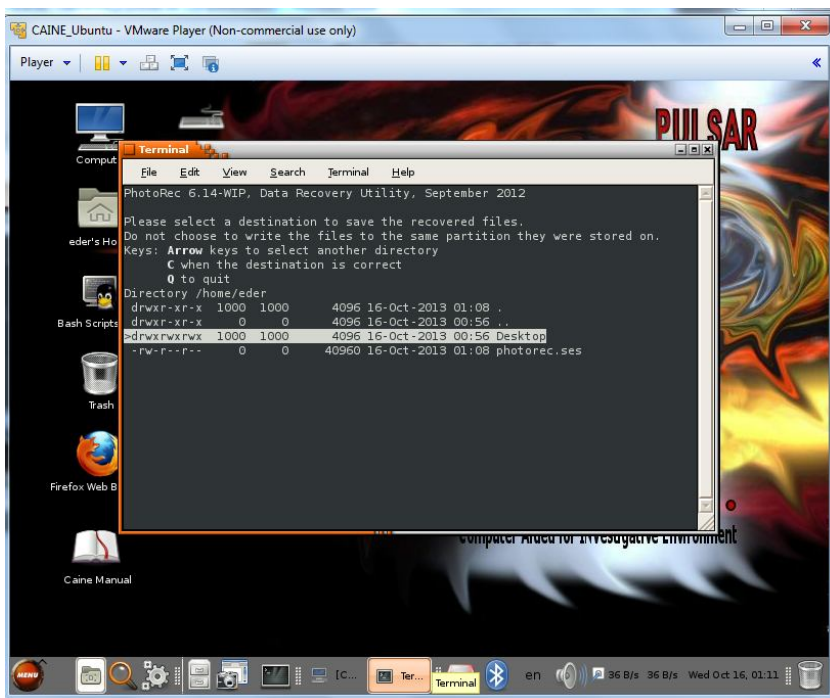 CAINE_Ubuntu - VMware Player (Non-commercial use only)
Player
PULSAR
Comput
Terminal
File Edit View Search Terminal Help
PhotoRec 6.14-WIP, Data Recovery Utility, September 2012
Please select a destination to save the recovered files.
Do not choose to write the files to the same partition they were stored on.
Keys: Arrow keys to select another directory
C when the destination is correct
Q to quit
Directory /home/eder
drwxr-xr-x 1000 1000 4096 16-Oct-2013 01:08 .
drwxr-xr-x 0 0 4096 16-Oct-2013 00:56 ..
>drwxrwxrwx 1000 1000 4096 16-Oct-2013 00:56 Desktop
-rw-r--r-- 0 0 40960 16-Oct-2013 01:08 photorec.ses
eder's Ho
Bash Scripts
Trash
Firefox Web B
Computer Aided for INvestigative Environment
Caine Manual
MENU
[C...
Ter...
Terminal
en
36 B/s 36 B/s Wed Oct 16, 01:11